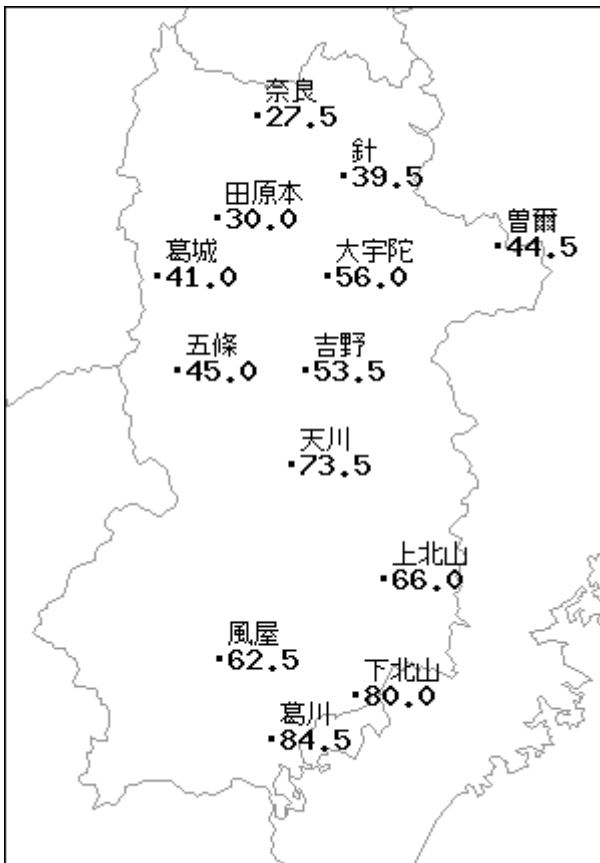 奈良
27.5
針
39.5
田原本
30.0
曽爾
44.5
葛城
41.0
大宇陀
56.0
五條
45.0
吉野
53.5
天川
73.5
上北山
66.0
風屋
62.5
下北山
80.0
葛川
84.5